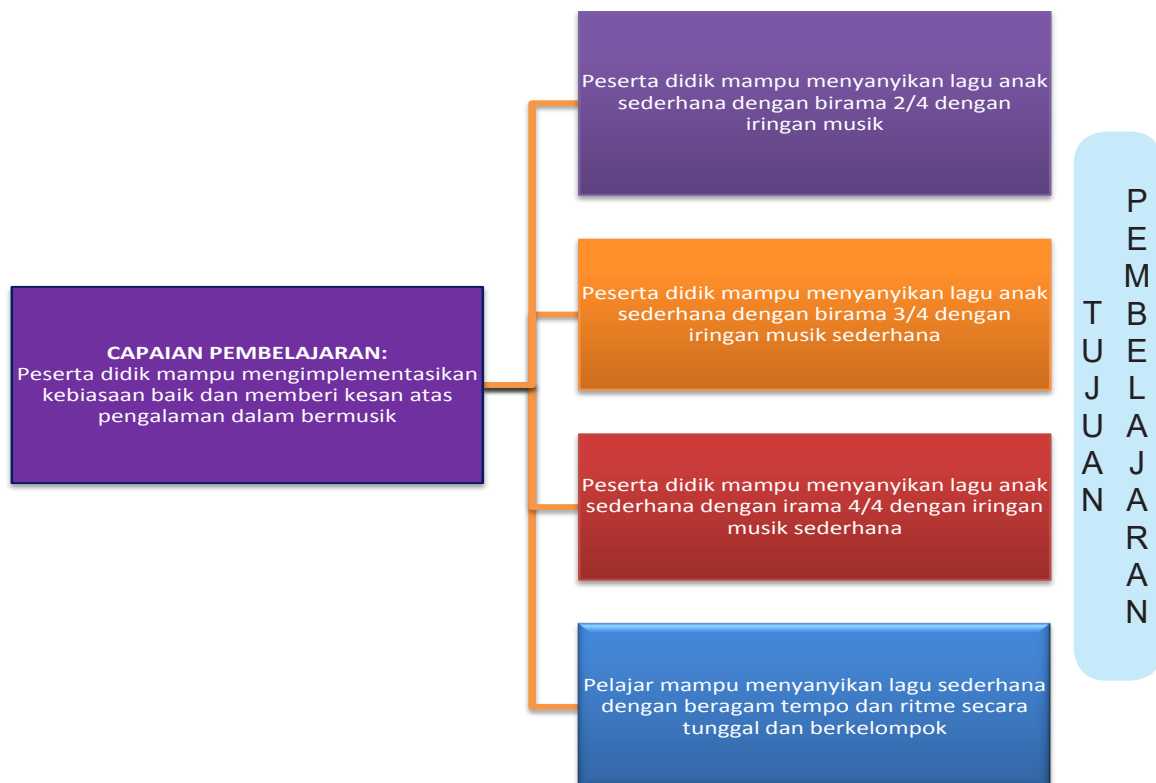 CAPAIAN PEMBELAJARAN:
Peserta didik mampu mengimplementasikan
kebiasaan baik dan memberi kesan atas
pengalaman dalam bermusik
Peserta didik mampu menyanyikan lagu anak
sederhana dengan birama 2/4 dengan
iringan musik
Peserta didik mampu menyanyikan lagu anak
sederhana dengan birama 3/4 dengan
iringan musik sederhana
Peserta didik mampu menyanyikan lagu anak
sederhana dengan irama 4/4 dengan iringan
musik sederhana
Pelajar mampu menyanyikan lagu sederhana
dengan beragam tempo dan ritme secara
tunggal dan berkelompok
TUJUAN
PEMBELAJARAN